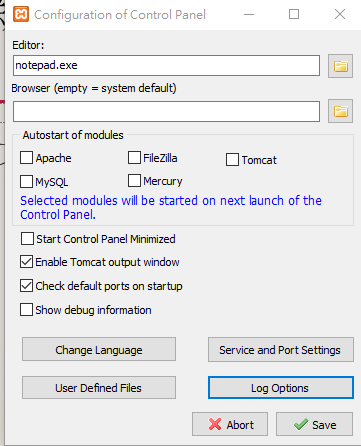 Configuration of Control Panel
Editor:
notepad.exe
Browser (empty = system default)
Autostart of modules
Apache
FileZilla
Tomcat
MySQL
Mercury
Selected modules will be started on next launch of the
Control Panel.
Start Control Panel Minimized
Enable Tomcat output window
Check default ports on startup
Show debug information
Change Language
Service and Port Settings
User Defined Files
Log Options
Abort
Save